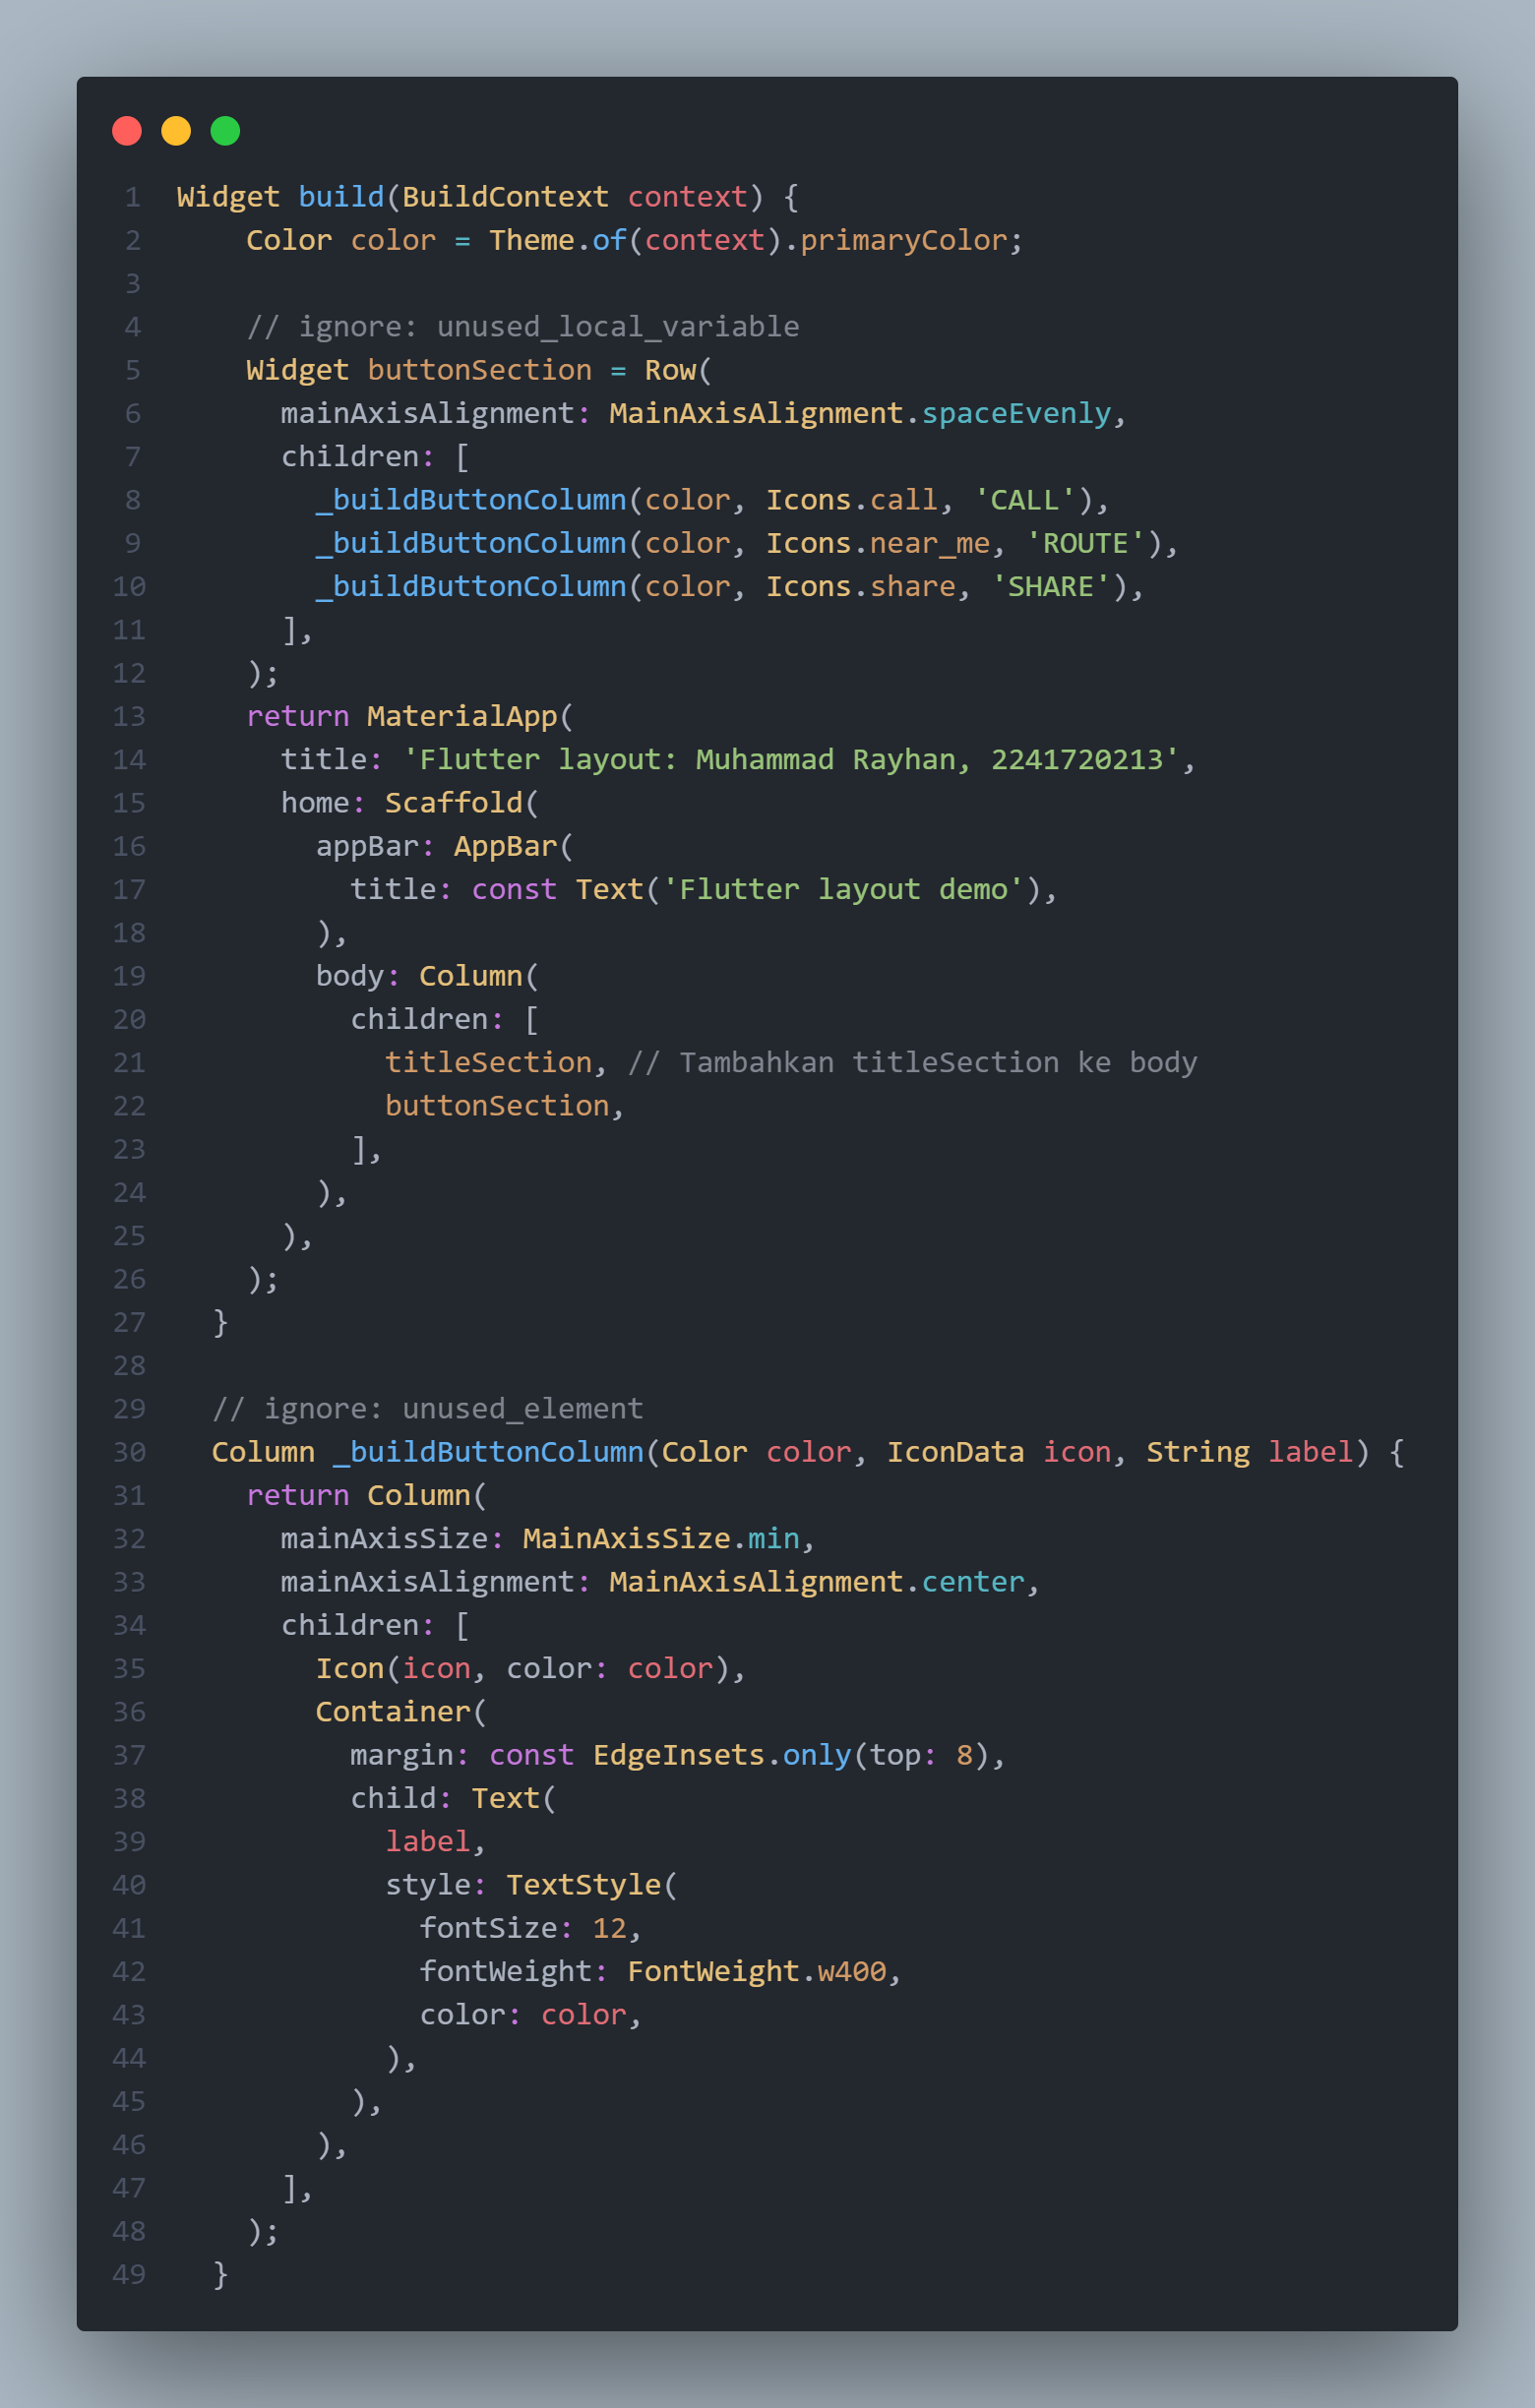 1 Widget build(BuildContext context) {
2     Color color = Theme.of(context).primaryColor;
3
4     // ignore: unused_local_variable
5     Widget buttonSection = Row(
6       mainAxisAlignment: MainAxisAlignment.spaceEvenly,
7       children: [
8         _buildButtonColumn(color, Icons.call, 'CALL'),
9         _buildButtonColumn(color, Icons.near_me, 'ROUTE'),
10         _buildButtonColumn(color, Icons.share, 'SHARE'),
11       ],
12     );
13     return MaterialApp(
14       title: 'Flutter layout: Muhammad Rayhan, 2241720213',
15       home: Scaffold(
16         appBar: AppBar(
17           title: const Text('Flutter layout demo'),
18         ),
19         body: Column(
20           children: [
21             titleSection, // Tambahkan titleSection ke body
22             buttonSection,
23           ],
24         ),
25       ),
26     );
27   }
28
29   // ignore: unused_element
30   Column _buildButtonColumn(Color color, IconData icon, String label) {
31     return Column(
32       mainAxisSize: MainAxisSize.min,
33       mainAxisAlignment: MainAxisAlignment.center,
34       children: [
35         Icon(icon, color: color),
36         Container(
37           margin: const EdgeInsets.only(top: 8),
38           child: Text(
39             label,
40             style: TextStyle(
41               fontSize: 12,
42               fontWeight: FontWeight.w400,
43               color: color,
44             ),
45           ),
46         ),
47       ],
48     );
49   }